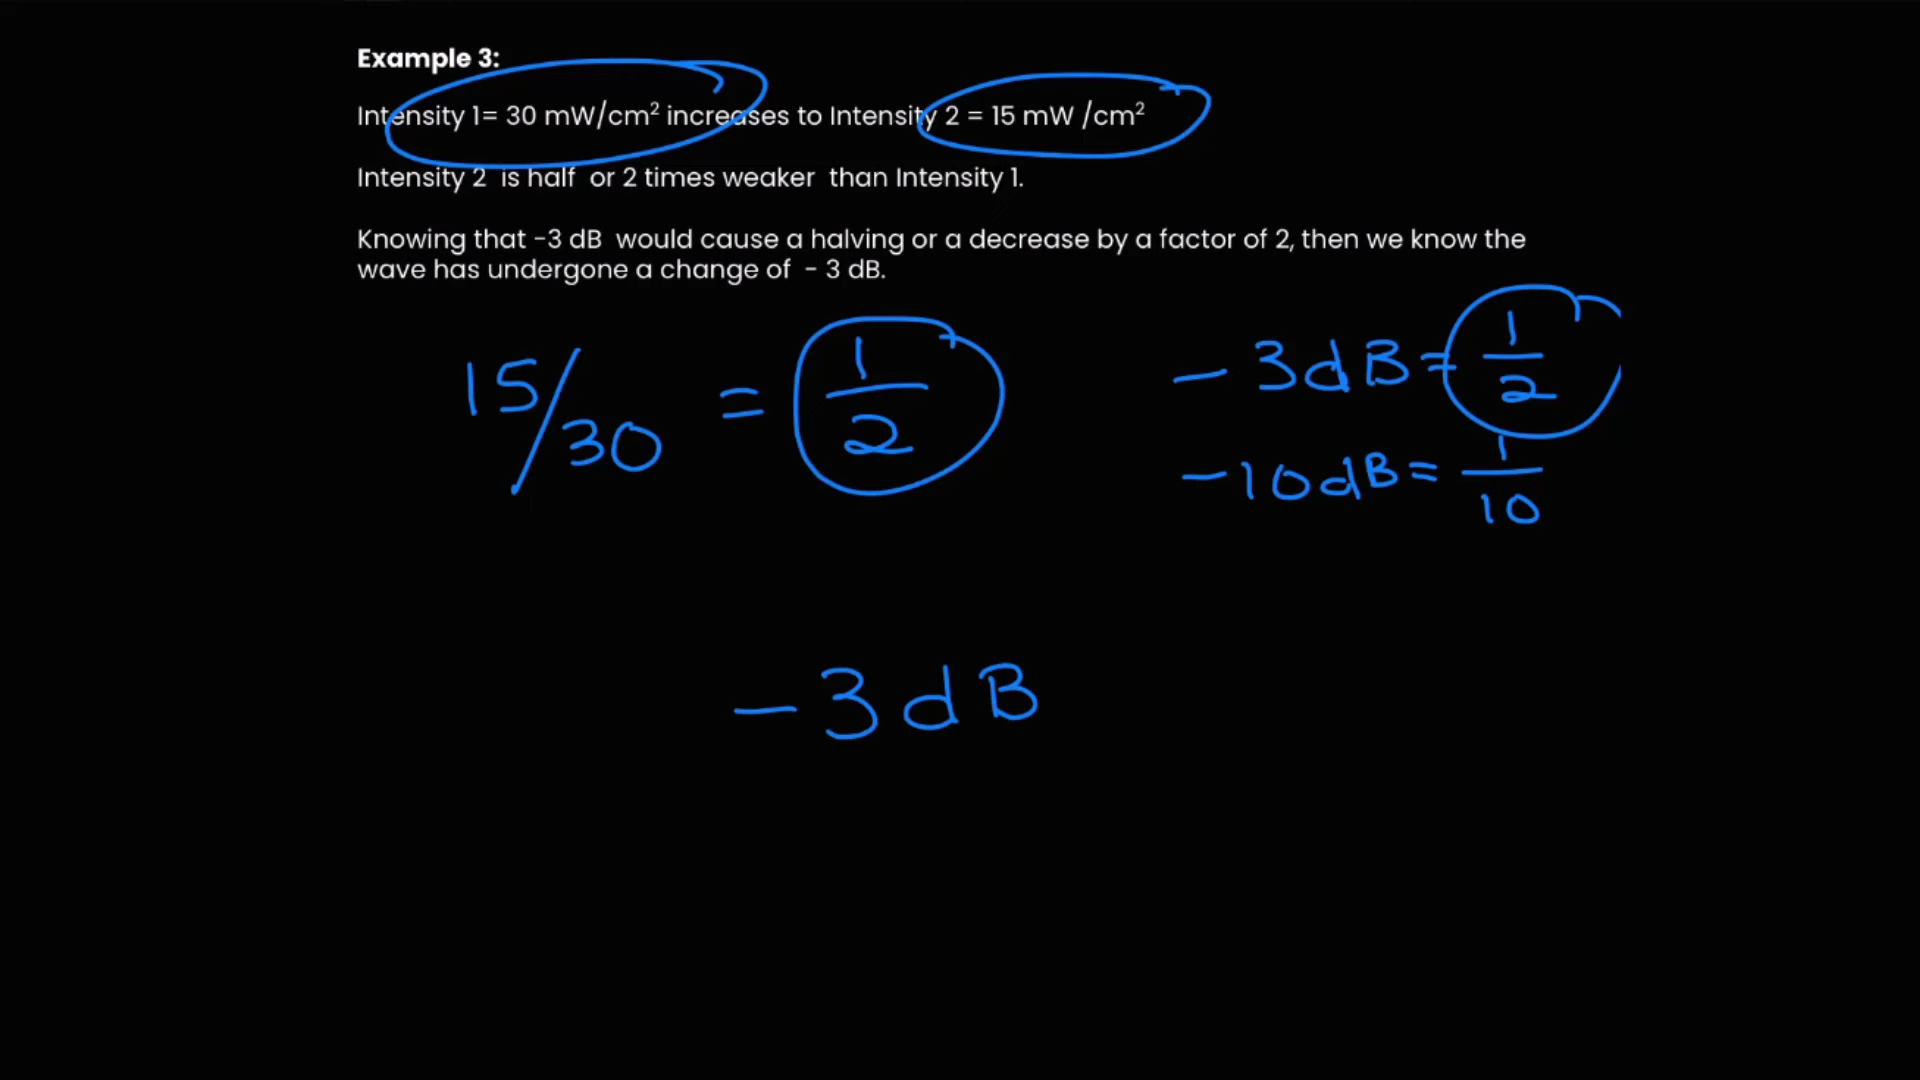 Example 3:
Intensity 1= 30 mW/cm² increases to Intensity 2 = 15 mW /cm²
Intensity 2 is half or 2 times weaker than Intensity 1.
Knowing that -3 dB would cause a halving or a decrease by a factor of 2, then we know the
wave has undergone a change of - 3 dB.
15/30 = 1/2
-3dB = 1/2
-10dB = 1/10
-3dB